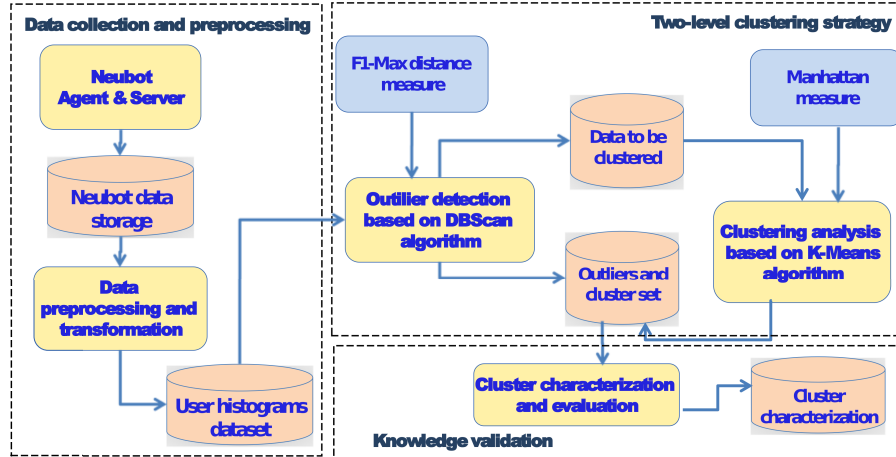 Data collection and preprocessing
Neubot
Agent & Server
Neubot data
storage
Data
preprocessing and
transformation
User histograms
dataset
Two-level clustering strategy
F1-Max distance
measure
Manhattan
measure
Data to be
clustered
Outilier detection
based on DBScan
algorithm
Clustering analysis
based on K-Means
algorithm
Outliers and
cluster set
Cluster characterization
and evaluation
Cluster
characterization
Knowledge validation